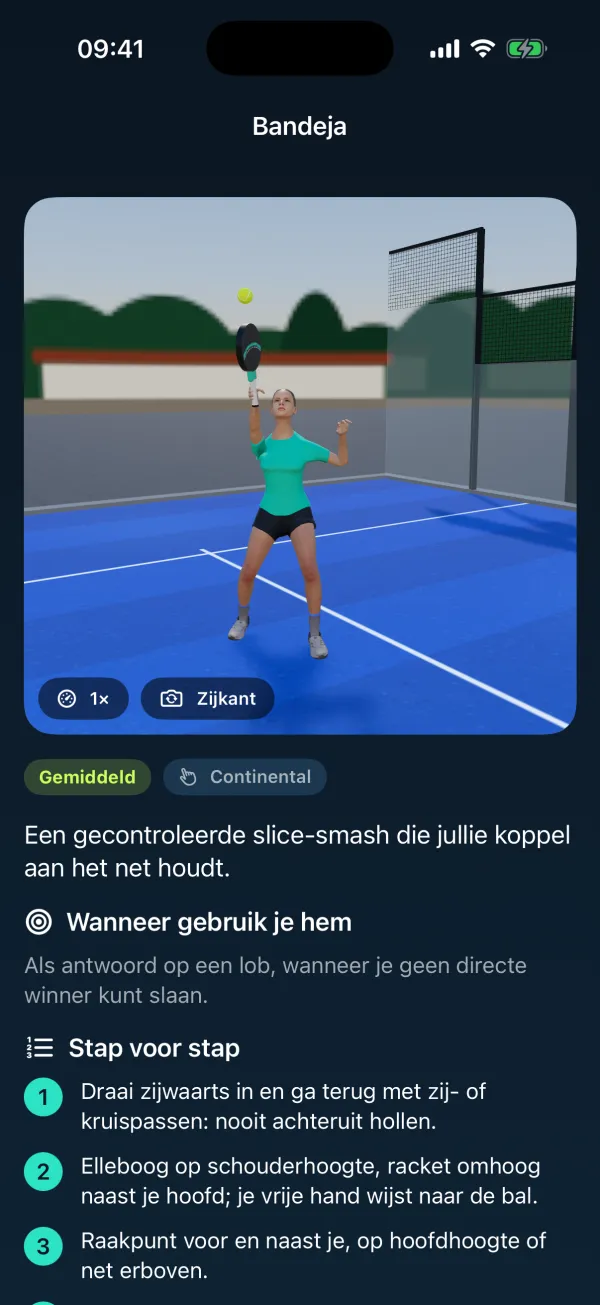 09:41
Bandeja
1×
Zijkant
Gemiddeld
Continental
Een gecontroleerde slice-smash die jullie koppel
aan het net houdt.
Wanneer gebruik je hem
Als antwoord op een lob, wanneer je geen directe
winner kunt slaan.
Stap voor stap
1
Draai zijwaarts in en ga terug met zij- of
kruispassen: nooit achteruit hollen.
2
Elleboog op schouderhoogte, racket omhoog
naast je hoofd; je vrije hand wijst naar de bal.
3
Raakpunt voor en naast je, op hoofdhoogte of
net erboven.